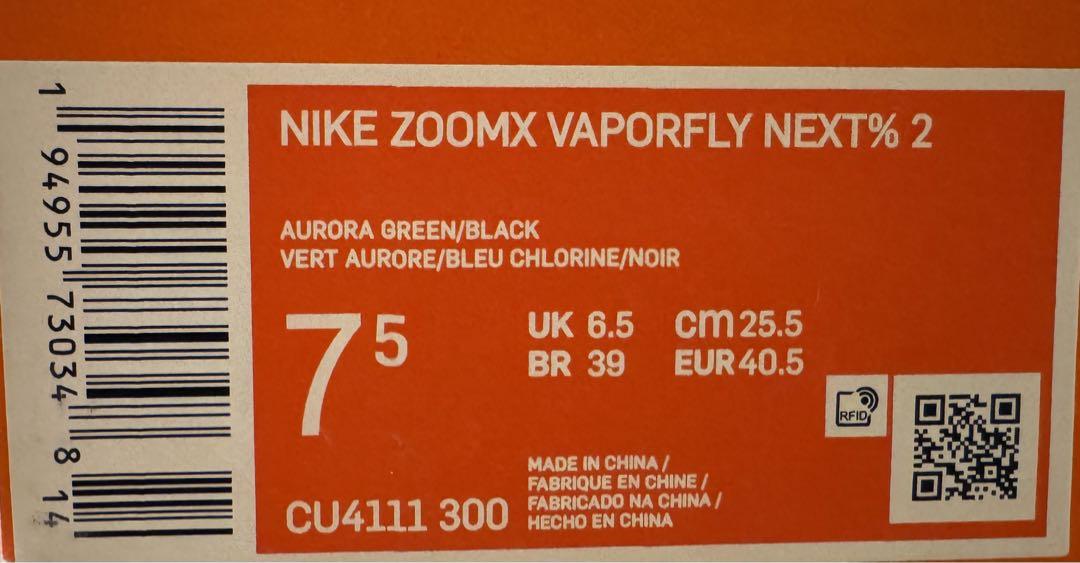 NIKE ZOOMX VAPORFLY NEXT% 2
AURORA GREEN/BLACK
VERT AURORE/BLEU CHLORINE/NOIR
7 5
UK 6.5 cm 25.5
BR 39 EUR 40.5
RFID
MADE IN CHINA /
FABRIQUE EN CHINE /
FABRICADO NA CHINA /
HECHO EN CHINA
CU4111 300
1 94955 73034 8 14